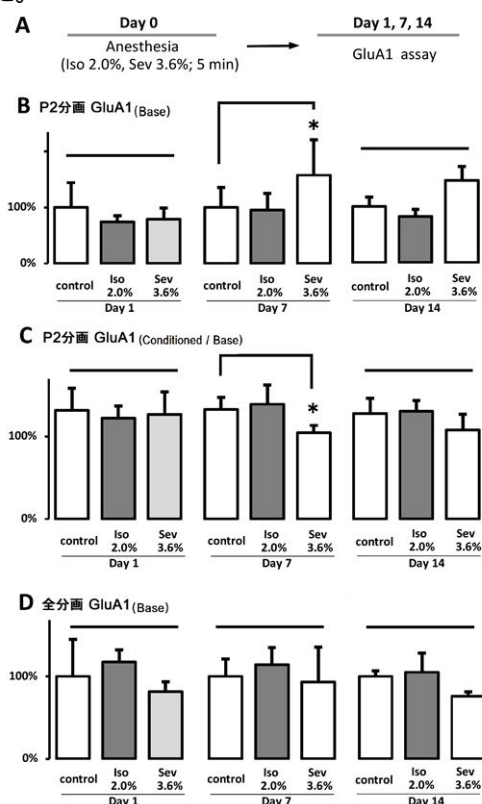 A
Day 0
Anesthesia
(Iso 2.0%, Sev 3.6%; 5 min)
Day 1, 7, 14
GluA1 assay
B P2分画 GluA1(Base)
*
100%
0%
control Iso 2.0% Sev 3.6% control Iso 2.0% Sev 3.6% control Iso 2.0% Sev 3.6%
Day 1 Day 7 Day 14
C P2分画 GluA1(Conditioned / Base)
*
100%
0%
control Iso 2.0% Sev 3.6% control Iso 2.0% Sev 3.6% control Iso 2.0% Sev 3.6%
Day 1 Day 7 Day 14
D 全分画 GluA1(Base)
100%
0%
control Iso 2.0% Sev 3.6% control Iso 2.0% Sev 3.6% control Iso 2.0% Sev 3.6%
Day 1 Day 7 Day 14